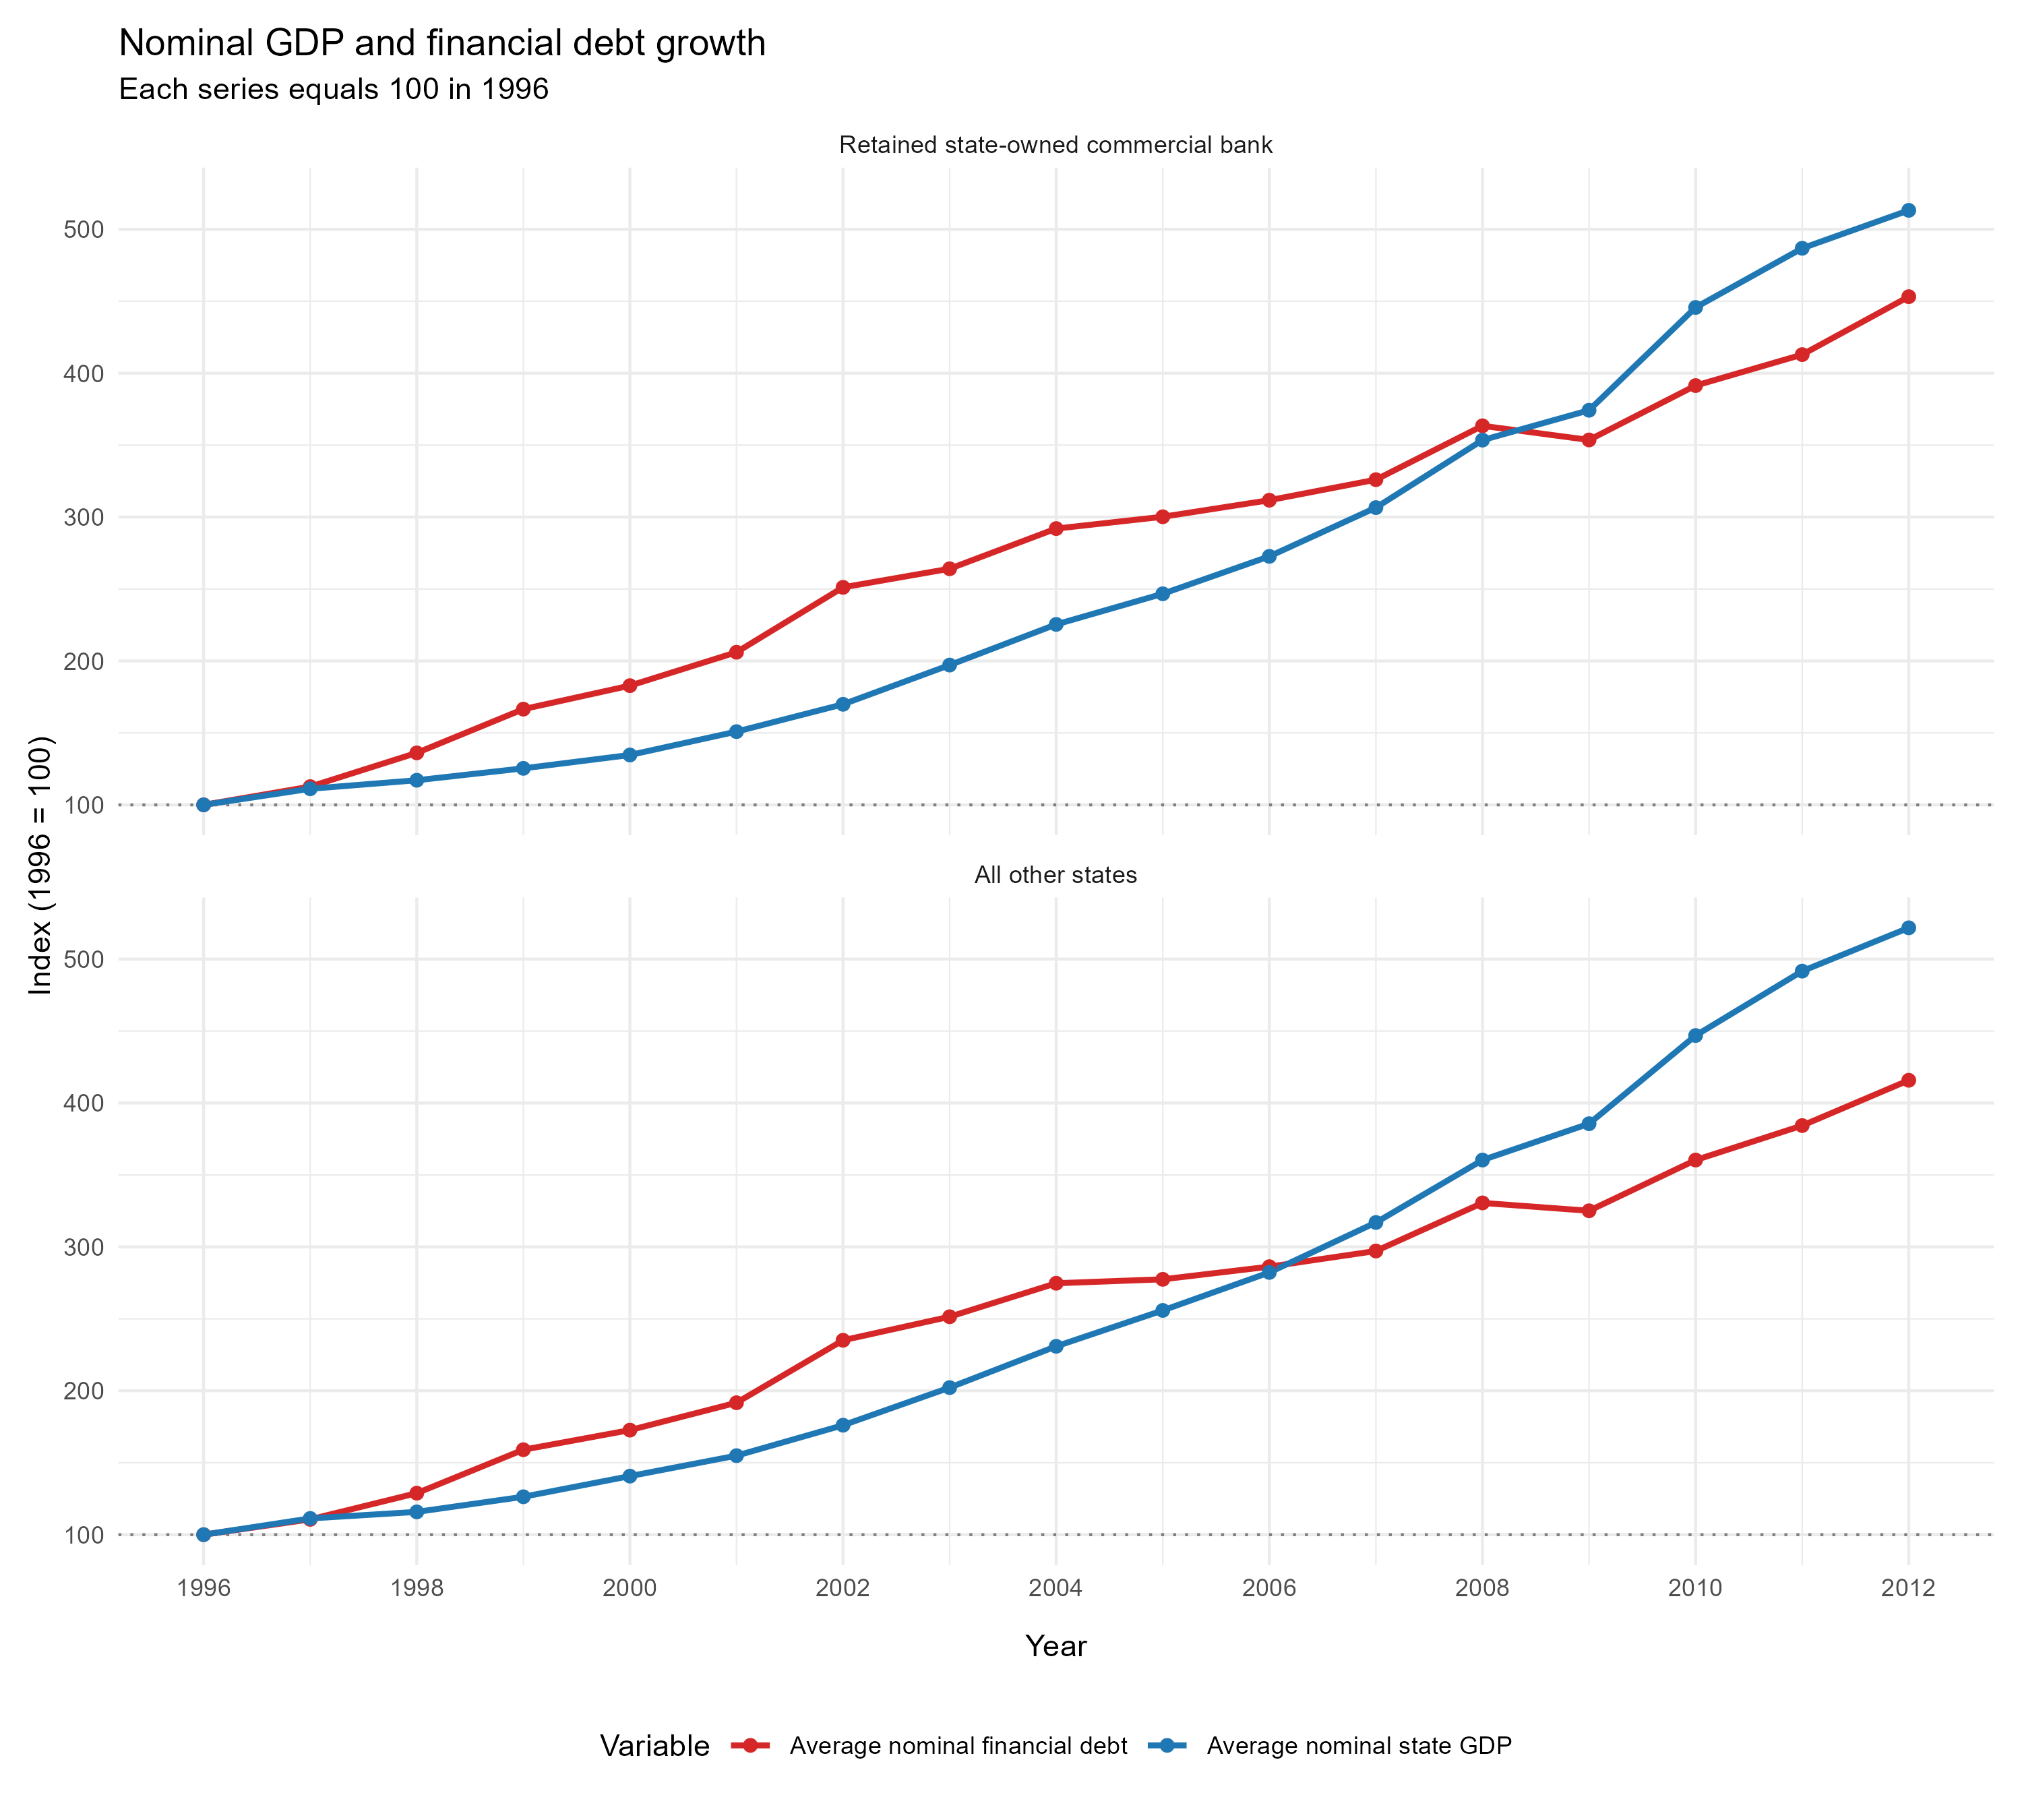 Nominal GDP and financial debt growth
Each series equals 100 in 1996
Retained state-owned commercial bank
500
400
300
200
100
Index (1996 = 100)
All other states
500
400
300
200
100
1996 1998 2000 2002 2004 2006 2008 2010 2012
Year
Variable Average nominal financial debt Average nominal state GDP